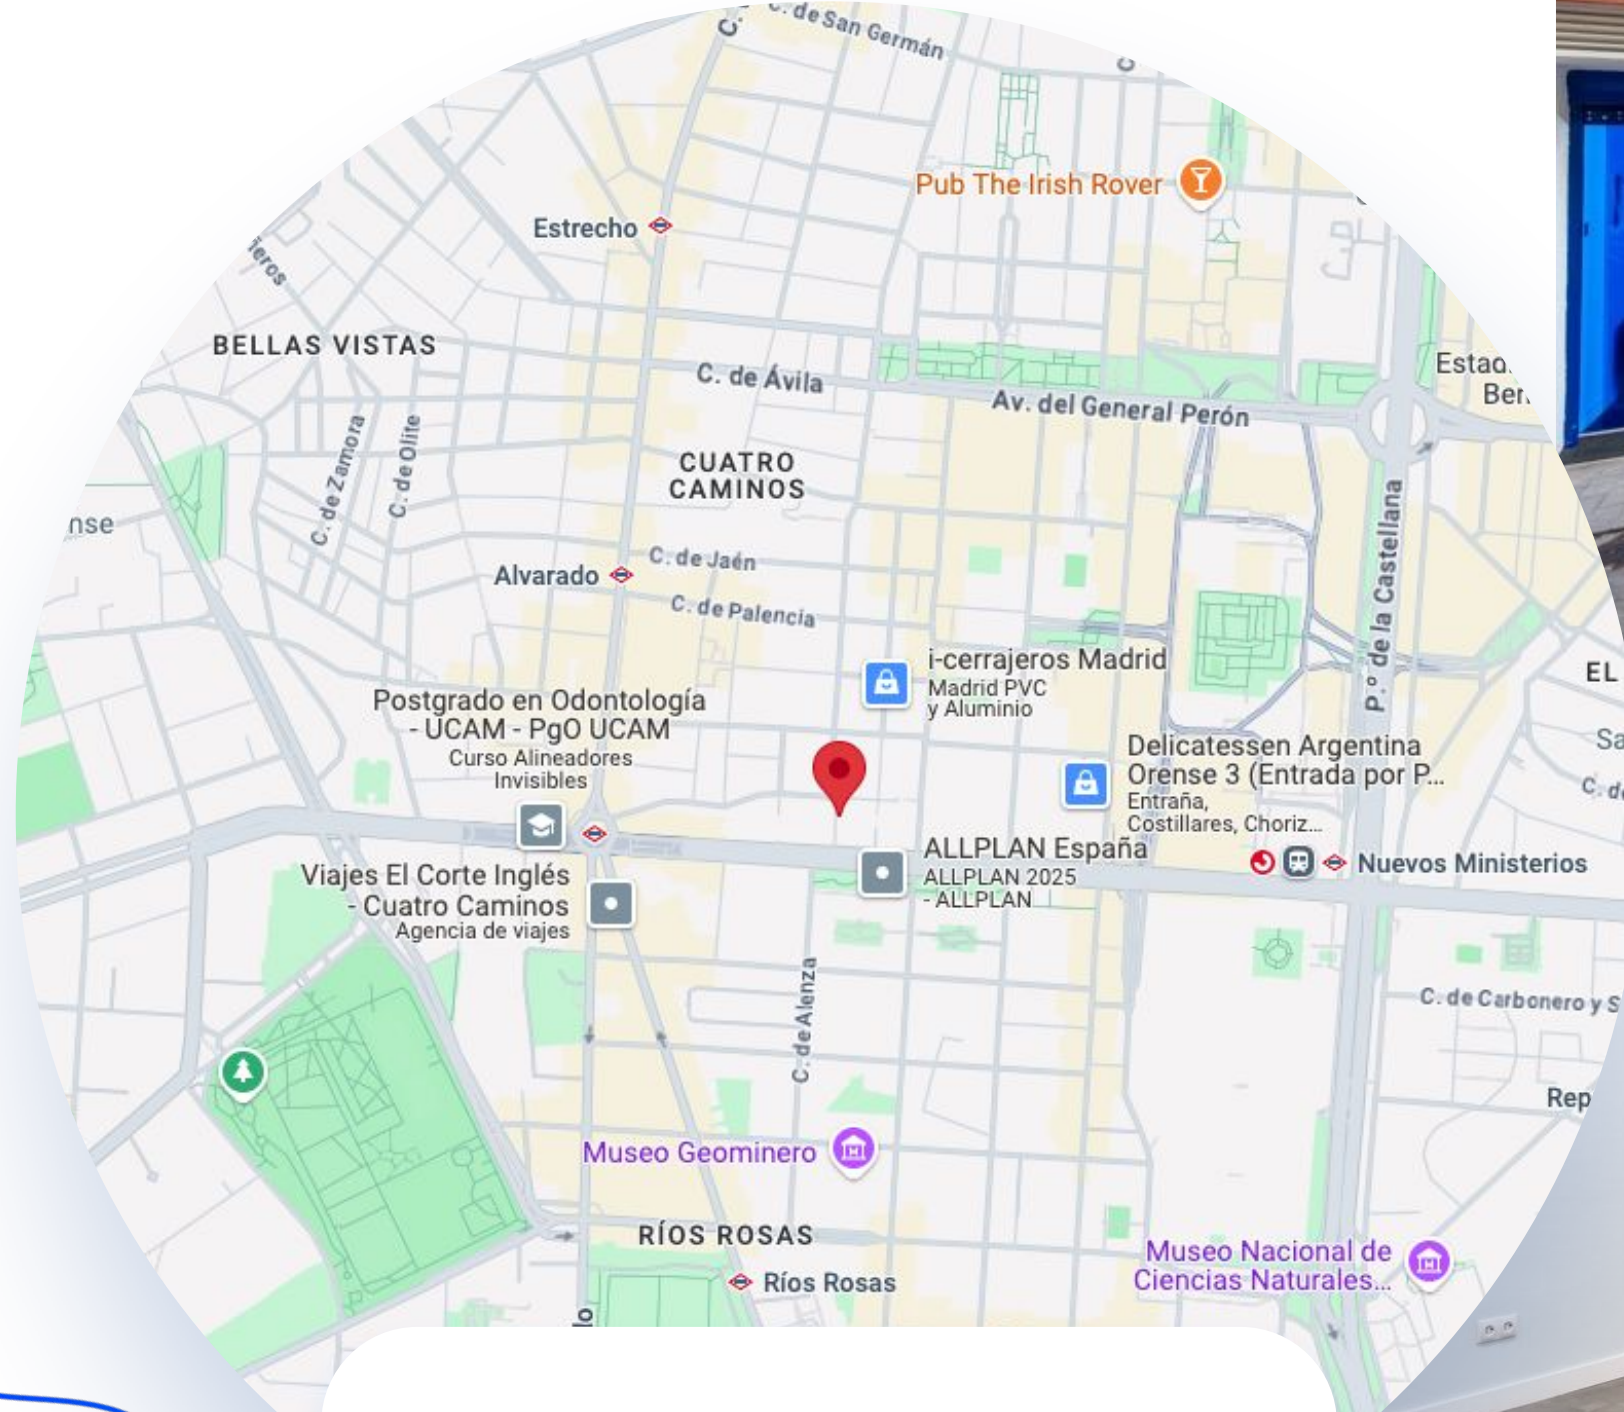 C. de San Germán
Pub The Irish Rover
Estrecho
BELLAS VISTAS
C. de Ávila
Av. del General Perón
CUATRO
CAMINOS
C. de Zamora
C. de Olite
P.º de la Castellana
C. de Jaén
Alvarado
C. de Palencia
i-cerrajeros Madrid
Madrid PVC
y Aluminio
EL
Postgrado en Odontología
- UCAM - PgO UCAM
Curso Alineadores
Invisibles
Delicatessen Argentina
Orense 3 (Entrada por P...
Entraña,
Costillares, Choriz...
ALLPLAN España
ALLPLAN 2025
- ALLPLAN
Nuevos Ministerios
Viajes El Corte Inglés
- Cuatro Caminos
Agencia de viajes
C. de Alenza
C. de Carbonero y S
Museo Geominero
RÍOS ROSAS
Ríos Rosas
Museo Nacional de
Ciencias Naturales...